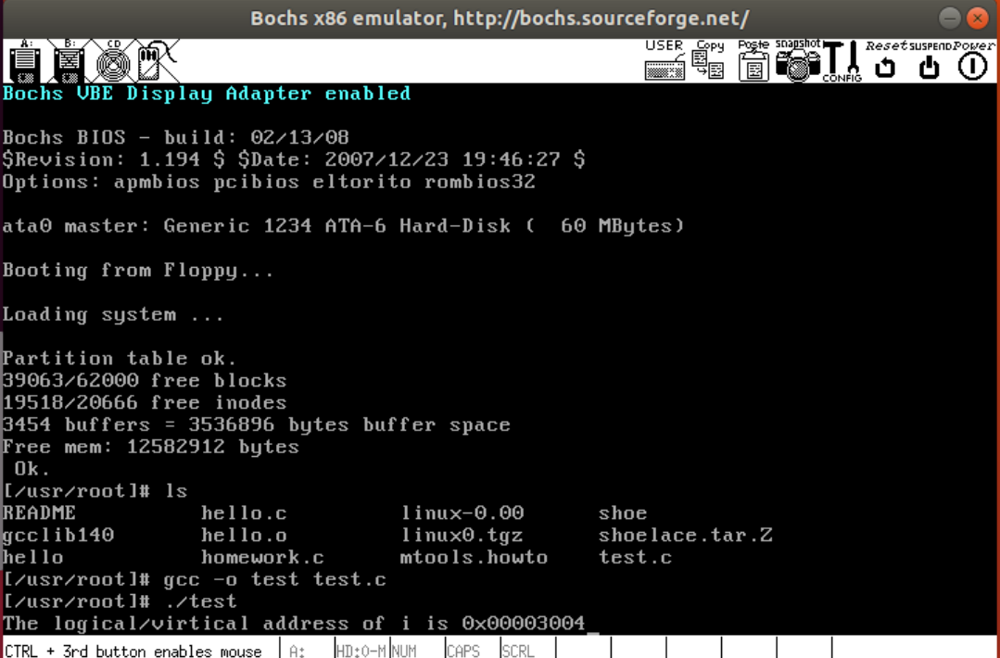 Bochs x86 emulator, http://bochs.sourceforge.net/
A: B: CD USER Copy Paste snapshot CONFIG Reset SUSPEND Power
Bochs VBE Display Adapter enabled
Bochs BIOS - build: 02/13/08
$Revision: 1.194 $ $Date: 2007/12/23 19:46:27 $
Options: apmbios pcibios eltorito rombios32
ata0 master: Generic 1234 ATA-6 Hard-Disk (  60 MBytes)
Booting from Floppy...
Loading system ...
Partition table ok.
39063/62000 free blocks
19518/20666 free inodes
3454 buffers = 3536896 bytes buffer space
Free mem: 12582912 bytes
 Ok.
[/usr/root]# ls
README hello.c linux-0.00 shoe
gcclib140 hello.o linux0.tgz shoelace.tar.Z
hello homework.c mtools.howto test.c
[/usr/root]# gcc -o test test.c
[/usr/root]# ./test
The logical/virtical address of i is 0x00003004_
CTRL + 3rd button enables mouse A: HD:0-M NUM CAPS SCRL